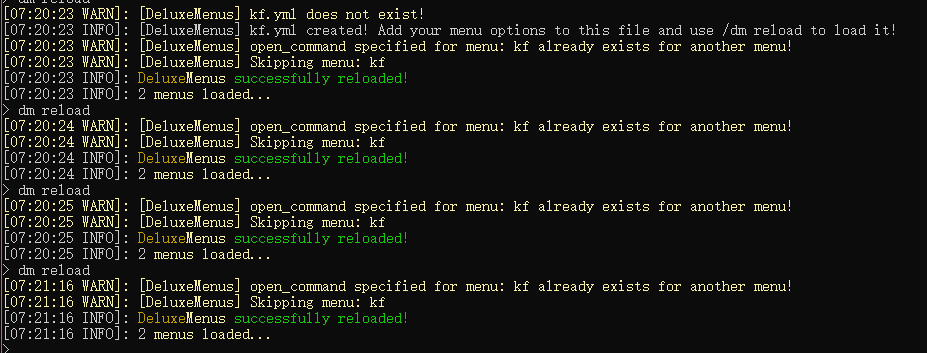 dm reload
[07:20:23 WARN]: [DeluxeMenus] kf.yml does not exist!
[07:20:23 INFO]: [DeluxeMenus] kf.yml created! Add your menu options to this file and use /dm reload to load it!
[07:20:23 WARN]: [DeluxeMenus] open_command specified for menu: kf already exists for another menu!
[07:20:23 WARN]: [DeluxeMenus] Skipping menu: kf
[07:20:23 INFO]: DeluxeMenus successfully reloaded!
[07:20:23 INFO]: 2 menus loaded...
> dm reload
[07:20:24 WARN]: [DeluxeMenus] open_command specified for menu: kf already exists for another menu!
[07:20:24 WARN]: [DeluxeMenus] Skipping menu: kf
[07:20:24 INFO]: DeluxeMenus successfully reloaded!
[07:20:24 INFO]: 2 menus loaded...
> dm reload
[07:20:25 WARN]: [DeluxeMenus] open_command specified for menu: kf already exists for another menu!
[07:20:25 WARN]: [DeluxeMenus] Skipping menu: kf
[07:20:25 INFO]: DeluxeMenus successfully reloaded!
[07:20:25 INFO]: 2 menus loaded...
> dm reload
[07:21:16 WARN]: [DeluxeMenus] open_command specified for menu: kf already exists for another menu!
[07:21:16 WARN]: [DeluxeMenus] Skipping menu: kf
[07:21:16 INFO]: DeluxeMenus successfully reloaded!
[07:21:16 INFO]: 2 menus loaded...
>